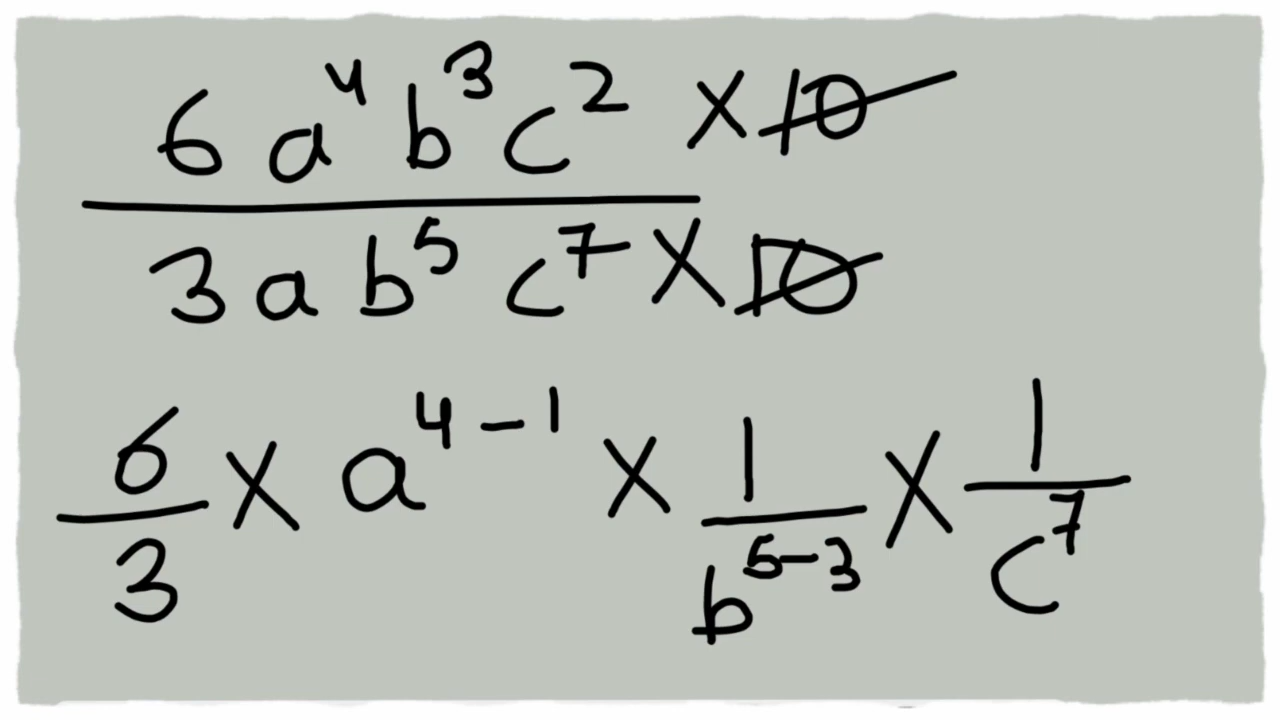 6 a⁴ b³ c² × 10
3 a b⁵ c⁷ × 10
6/3 × a⁴⁻¹ × 1/b⁵⁻³ × 1/c⁷